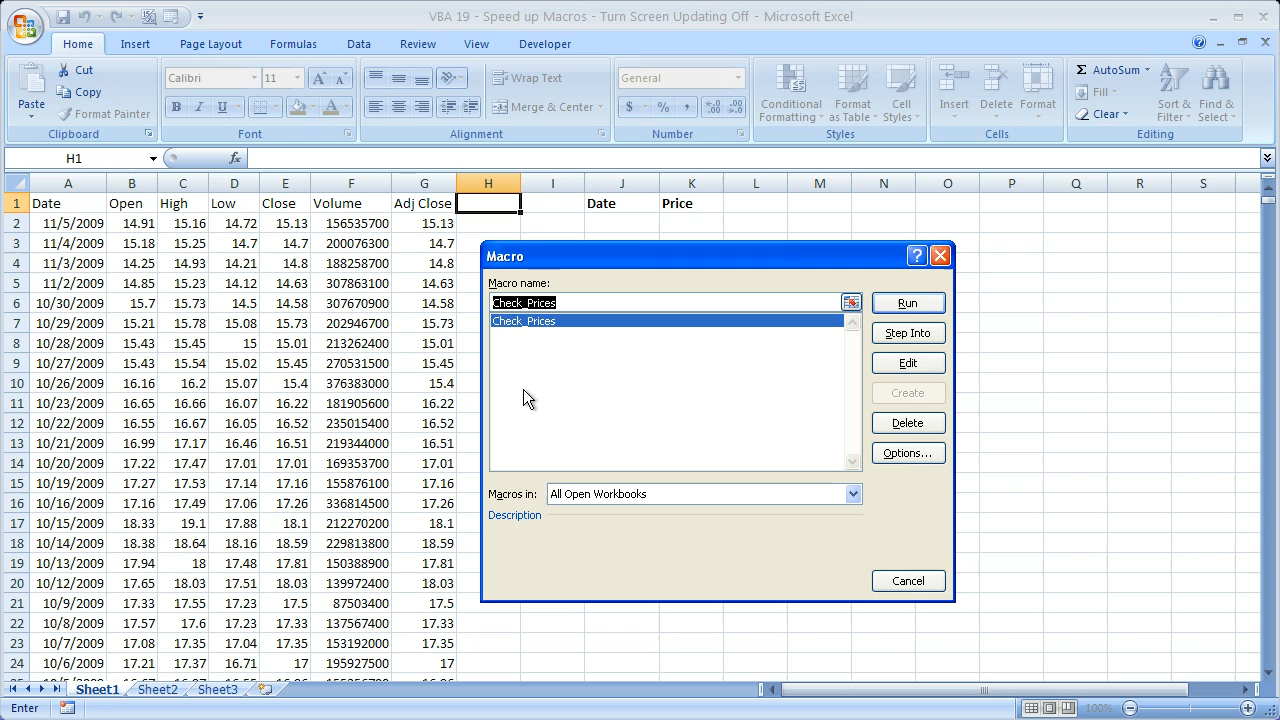 VBA 19 - Speed up Macros - Turn Screen Updating Off - Microsoft Excel
Home Insert Page Layout Formulas Data Review View Developer
Paste
Cut
Copy
Format Painter
Clipboard
Calibri 11
B I U
Font
Wrap Text
Merge & Center
Alignment
General
$ % ,
Number
Conditional Formatting
Format as Table
Cell Styles
Styles
Insert Delete Format
Cells
AutoSum
Fill
Clear
Sort & Filter
Find & Select
Editing
H1 fx
A B C D E F G H I J K L M N O P Q R S
1 Date Open High Low Close Volume Adj Close Date Price
2 11/5/2009 14.91 15.16 14.72 15.13 156535700 15.13
3 11/4/2009 15.18 15.25 14.7 14.7 200076300 14.7
4 11/3/2009 14.25 14.93 14.21 14.8 188258700 14.8
5 11/2/2009 14.85 15.23 14.12 14.63 307863100 14.63
6 10/30/2009 15.7 15.73 14.5 14.58 307670900 14.58
7 10/29/2009 15.31 15.78 15.08 15.73 202946700 15.73
8 10/28/2009 15.43 15.45 15 15.01 213262400 15.01
9 10/27/2009 15.43 15.54 15.02 15.45 270531500 15.45
10 10/26/2009 16.16 16.2 15.07 15.4 376383000 15.4
11 10/23/2009 16.65 16.69 16.07 16.22 181905000 16.22
12 10/22/2009 16.55 16.67 16.05 16.52 235015400 16.52
13 10/21/2009 16.99 17.17 16.46 16.51 219344000 16.51
14 10/20/2009 17.22 17.47 17.01 17.01 169353700 17.01
15 10/19/2009 17.27 17.53 17.14 17.16 155876100 17.16
16 10/16/2009 17.16 17.49 17.06 17.26 336814500 17.26
17 10/15/2009 18.33 19.1 17.88 18.1 212270200 18.1
18 10/14/2009 18.38 18.64 18.16 18.59 229813800 18.59
19 10/13/2009 17.94 18 17.48 17.81 150388900 17.81
20 10/12/2009 17.65 18.03 17.51 18.03 139972400 18.03
21 10/9/2009 17.33 17.55 17.23 17.5 87503400 17.5
22 10/8/2009 17.57 17.6 17.23 17.33 137567400 17.33
23 10/7/2009 17.08 17.35 17.04 17.35 153192000 17.35
24 10/6/2009 17.21 17.37 16.71 17 195927500 17
Macro
Macro name:
Check_Prices
Check_Prices
Run
Step Into
Edit
Create
Delete
Options...
Macros in: All Open Workbooks
Description
Cancel
Sheet1 Sheet2 Sheet3
Enter 100%